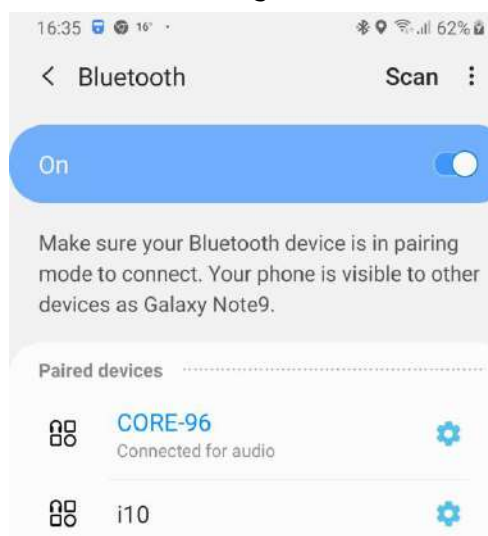 16:35 16° ·
62%
Bluetooth Scan
On
Make sure your Bluetooth device is in pairing
mode to connect. Your phone is visible to other
devices as Galaxy Note9.
Paired devices
CORE-96
Connected for audio
i10